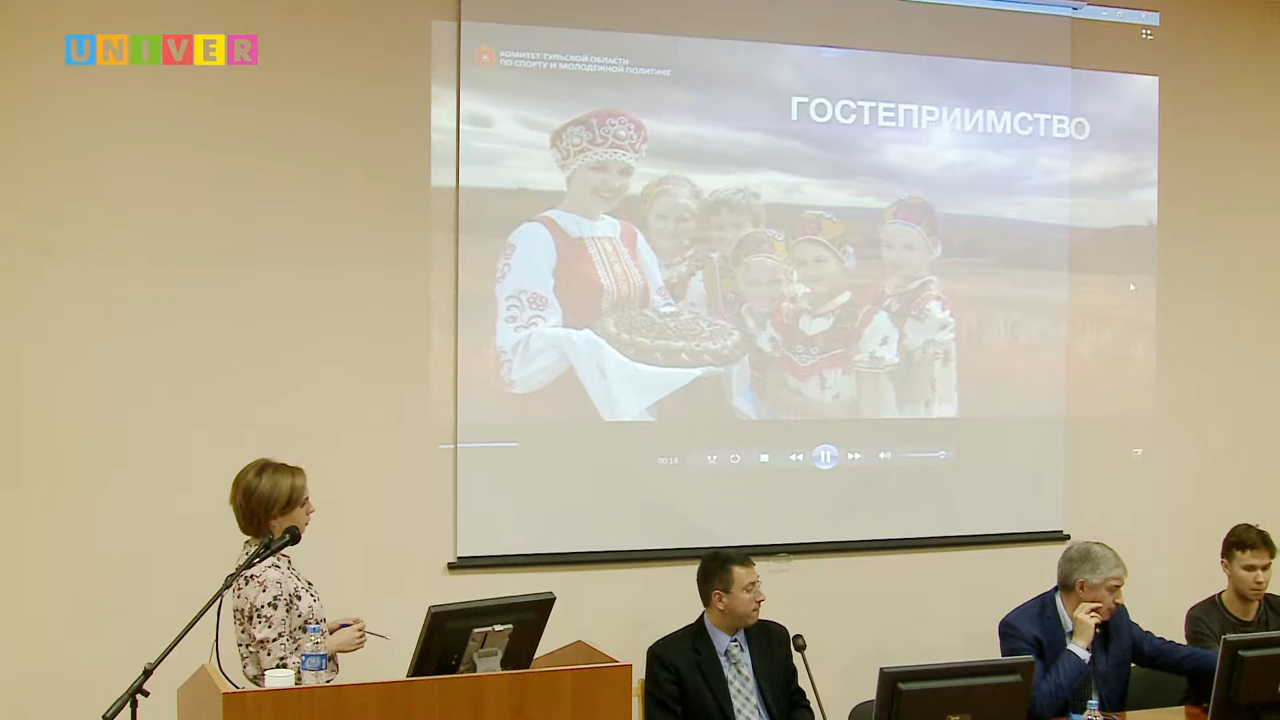 UNIVER
КОМИТЕТ ТУЛЬСКОЙ ОБЛАСТИ
ПО СПОРТУ И МОЛОДЕЖНОЙ ПОЛИТИКЕ
ГОСТЕПРИИМСТВО
00:14